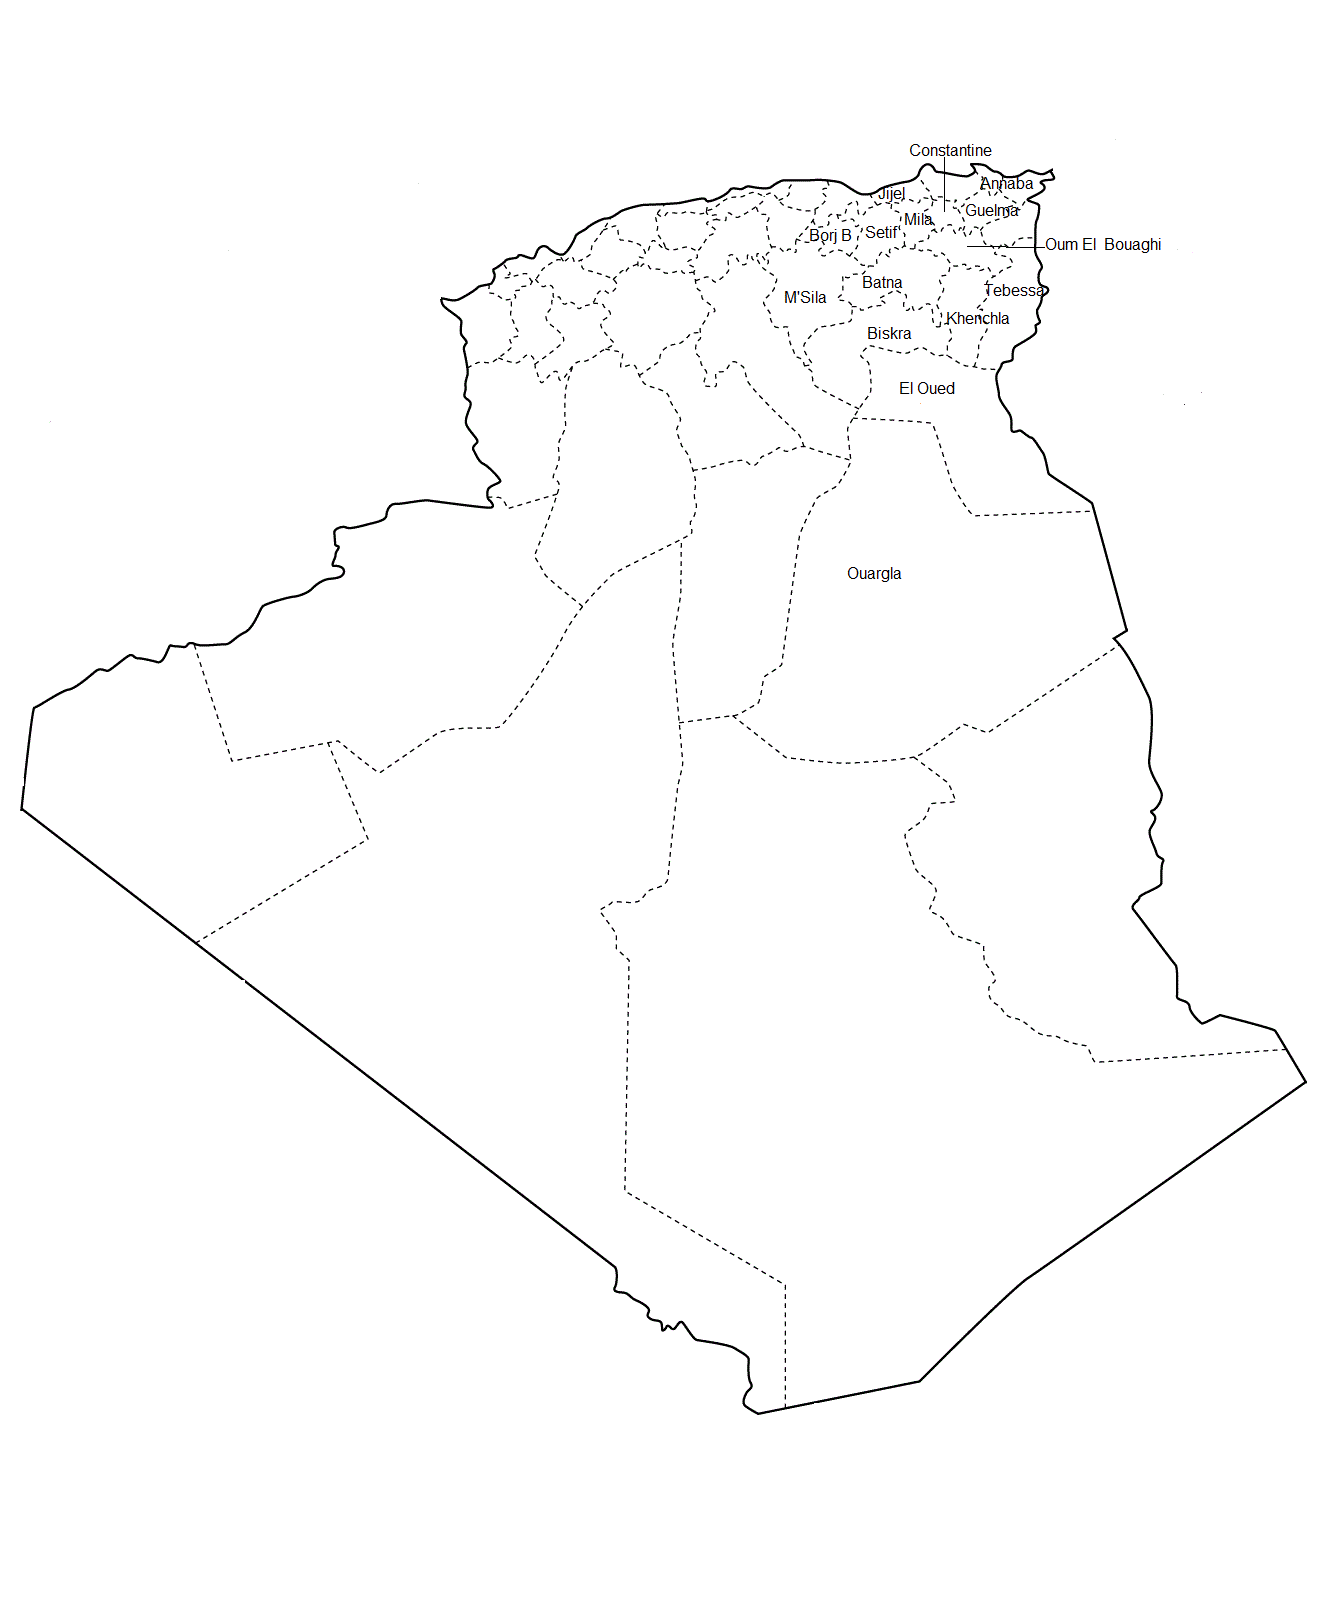 Constantine
Annaba
Jijel
Guelma
Mila
Setif
Borj B
Oum El  Bouaghi
Batna
Tebessa
M'Sila
Khenchla
Biskra
El Oued
Ouargla